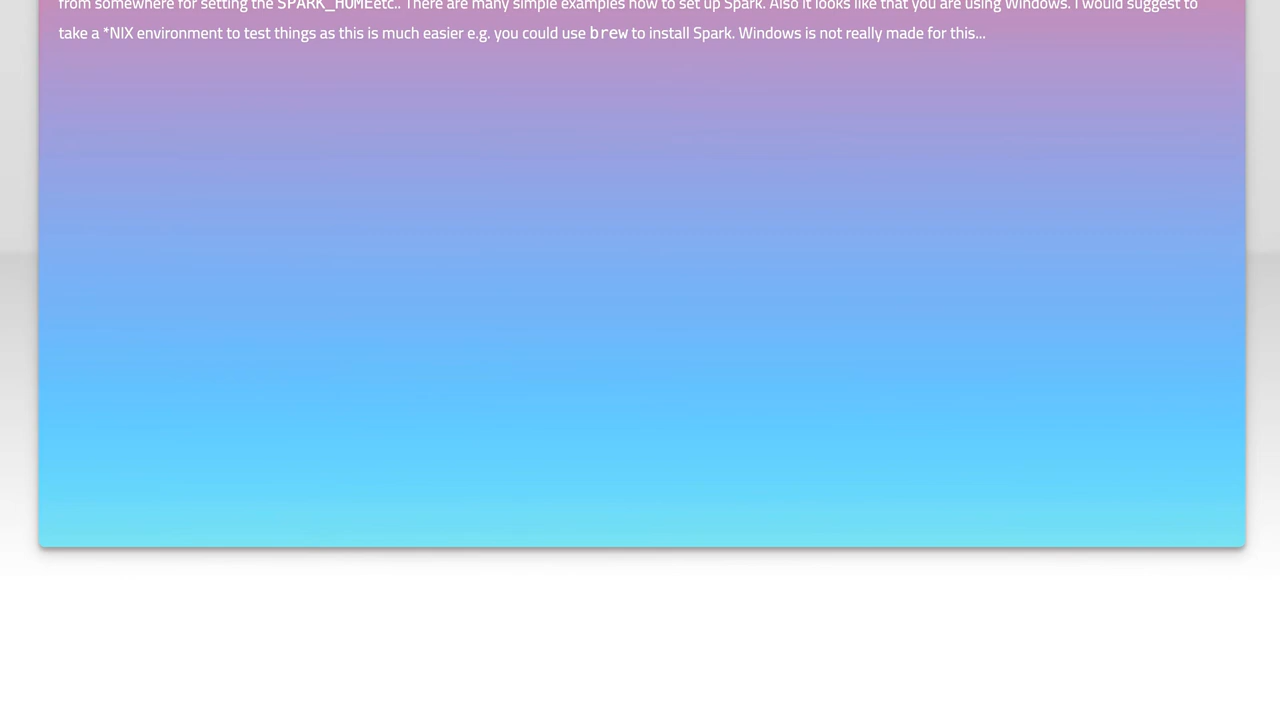 from somewhere for setting the SPARK_HOMEetc.. There are many simple examples how to set up Spark. Also it looks like that you are using Windows. I would suggest to
take a *NIX environment to test things as this is much easier e.g. you could use brew to install Spark. Windows is not really made for this...